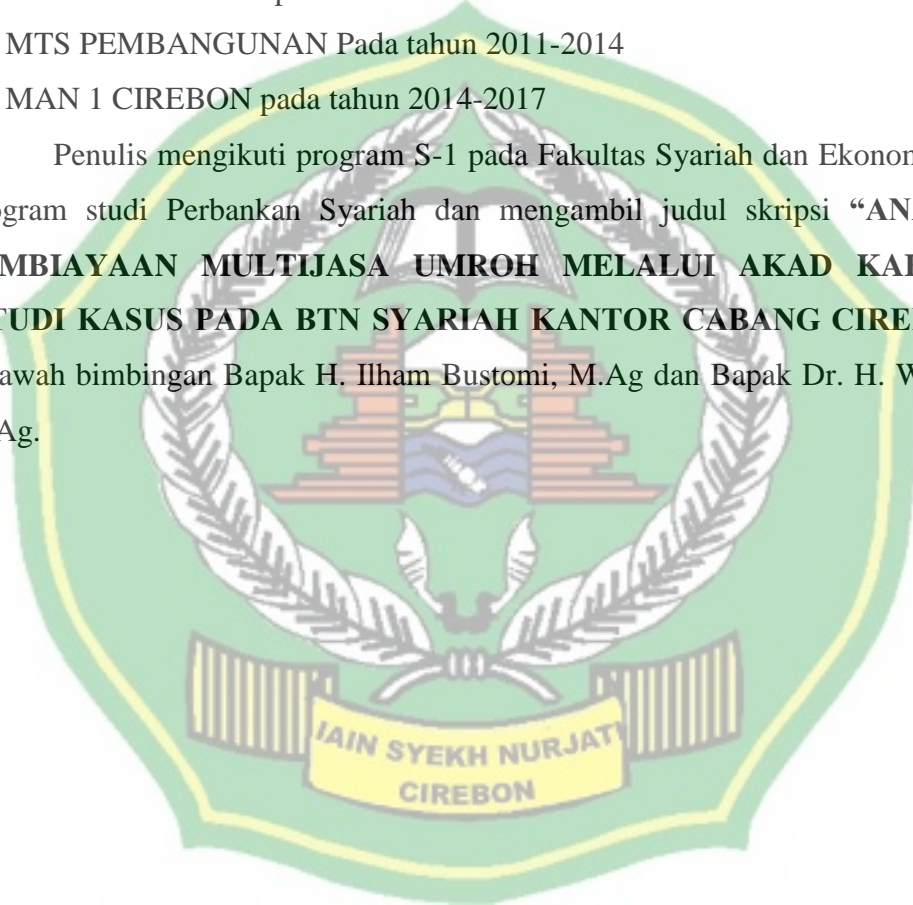 MTS PEMBANGUNAN Pada tahun 2011-2014
MAN 1 CIREBON pada tahun 2014-2017
Penulis mengikuti program S-1 pada Fakultas Syariah dan Ekonom
ogram studi Perbankan Syariah dan mengambil judul skripsi “AN
MBIAYAAN MULTIJASA UMROH MELALUI AKAD KA
TUDI KASUS PADA BTN SYARIAH KANTOR CABANG CIRE
awah bimbingan Bapak H. Ilham Bustomi, M.Ag dan Bapak Dr. H. W
Ag.
IAIN SYEKH NURJATI
CIREBON